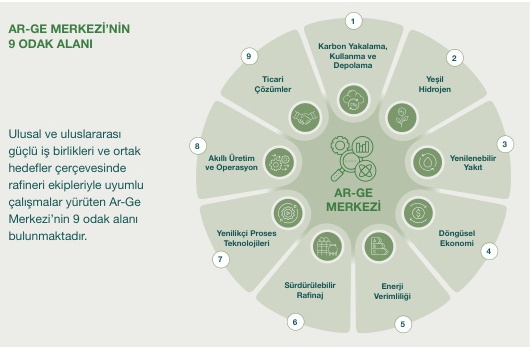 AR-GE MERKEZİ'NİN
9 ODAK ALANI
Ulusal ve uluslararası
güçlü iş birlikleri ve ortak
hedefler çerçevesinde
rafineri ekipleriyle uyumlu
çalışmalar yürüten Ar-Ge
Merkezi'nin 9 odak alanı
bulunmaktadır.
1
Karbon Yakalama,
Kullanma ve
Depolama
2
Yeşil
Hidrojen
3
Yenilenebilir
Yakıt
4
Döngüsel
Ekonomi
5
Enerji
Verimliliği
6
Sürdürülebilir
Rafinaj
7
Yenilikçi Proses
Teknolojileri
8
Akıllı Üretim
ve Operasyon
9
Ticari
Çözümler
AR-GE
MERKEZİ